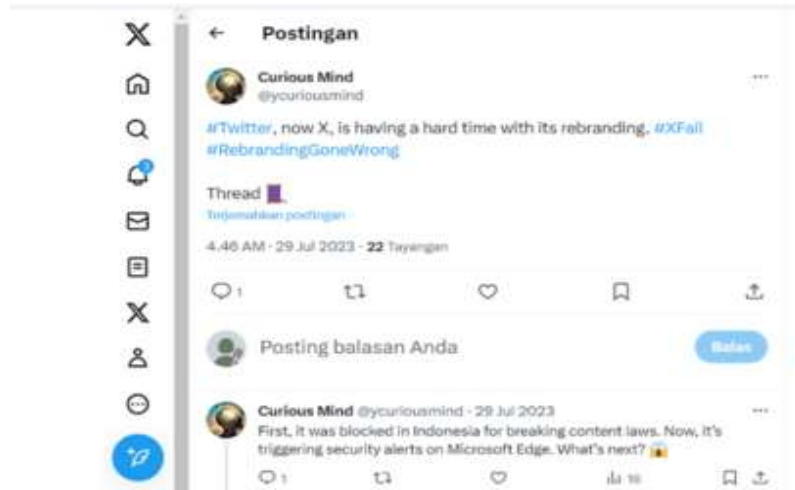 Postingan
Curious Mind
@ycuriousmind
#Twitter, now X, is having a hard time with its rebranding. #XFail
#RebrandingGoneWrong
Thread
Terjemahkan postingan
4.46 AM · 29 Jul 2023 · 22 Tayangan
1
Posting balasan Anda
Balas
Curious Mind @ycuriousmind · 29 Jul 2023
First, it was blocked in Indonesia for breaking content laws. Now, it's
triggering security alerts on Microsoft Edge. What's next?
1